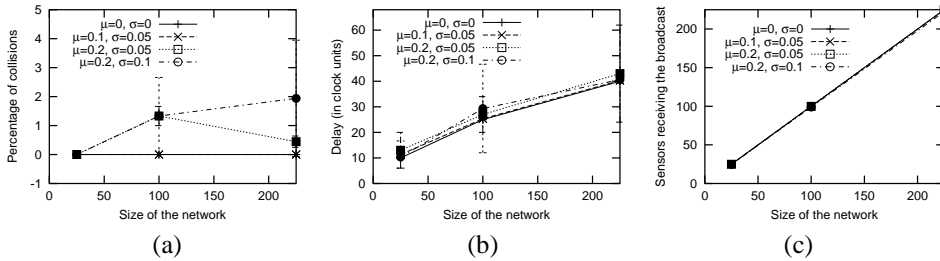 μ=0, σ=0
μ=0.1, σ=0.05
μ=0.2, σ=0.05
μ=0.2, σ=0.1
Percentage of collisions
5
4
3
2
1
0
-1
0 50 100 150 200
Size of the network
(a)
μ=0, σ=0
μ=0.1, σ=0.05
μ=0.2, σ=0.05
μ=0.2, σ=0.1
Delay (in clock units)
60
50
40
30
20
10
0
0 50 100 150 200
Size of the network
(b)
μ=0, σ=0
μ=0.1, σ=0.05
μ=0.2, σ=0.05
μ=0.2, σ=0.1
Sensors receiving the broadcast
200
150
100
50
0
0 50 100 150 200
Size of the network
(c)